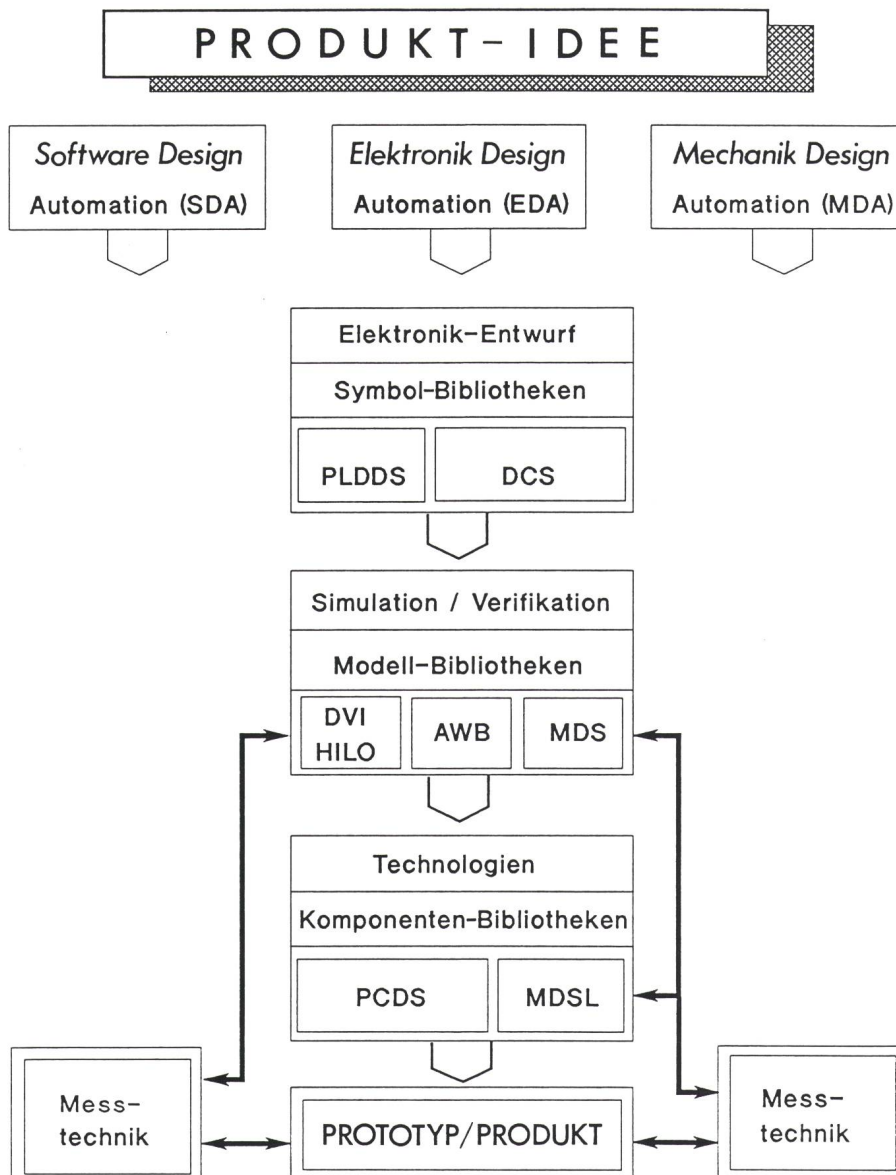 PRODUKT-IDEE
Software Design
Automation (SDA)
Elektronik Design
Automation (EDA)
Mechanik Design
Automation (MDA)
Elektronik-Entwurf
Symbol-Bibliotheken
PLDDS
DCS
Simulation / Verifikation
Modell-Bibliotheken
DVI
HILO
AWB
MDS
Technologien
Komponenten-Bibliotheken
PCDS
MDSL
Mess-
technik
PROTOTYP/PRODUKT
Mess-
technik